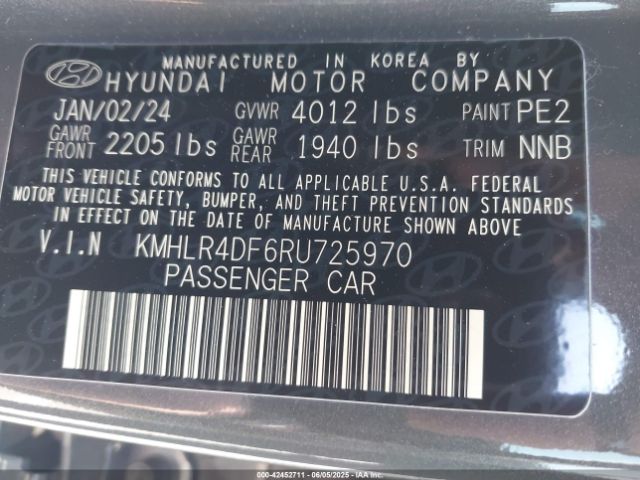 MANUFACTURED IN KOREA BY
HYUNDAI MOTOR COMPANY
JAN/02/24 GVWR 4012 lbs PAINT PE2
GAWR FRONT 2205 lbs GAWR REAR 1940 lbs TRIM NNB
THIS VEHICLE CONFORMS TO ALL APPLICABLE U.S.A. FEDERAL
MOTOR VEHICLE SAFETY, BUMPER, AND THEFT PREVENTION STANDARDS
IN EFFECT ON THE DATE OF MANUFACTURE SHOWN ABOVE
V.I.N KMHLR4DF6RU725970
PASSENGER CAR
000-42452711 - 06/05/2025 - IAAI.COM